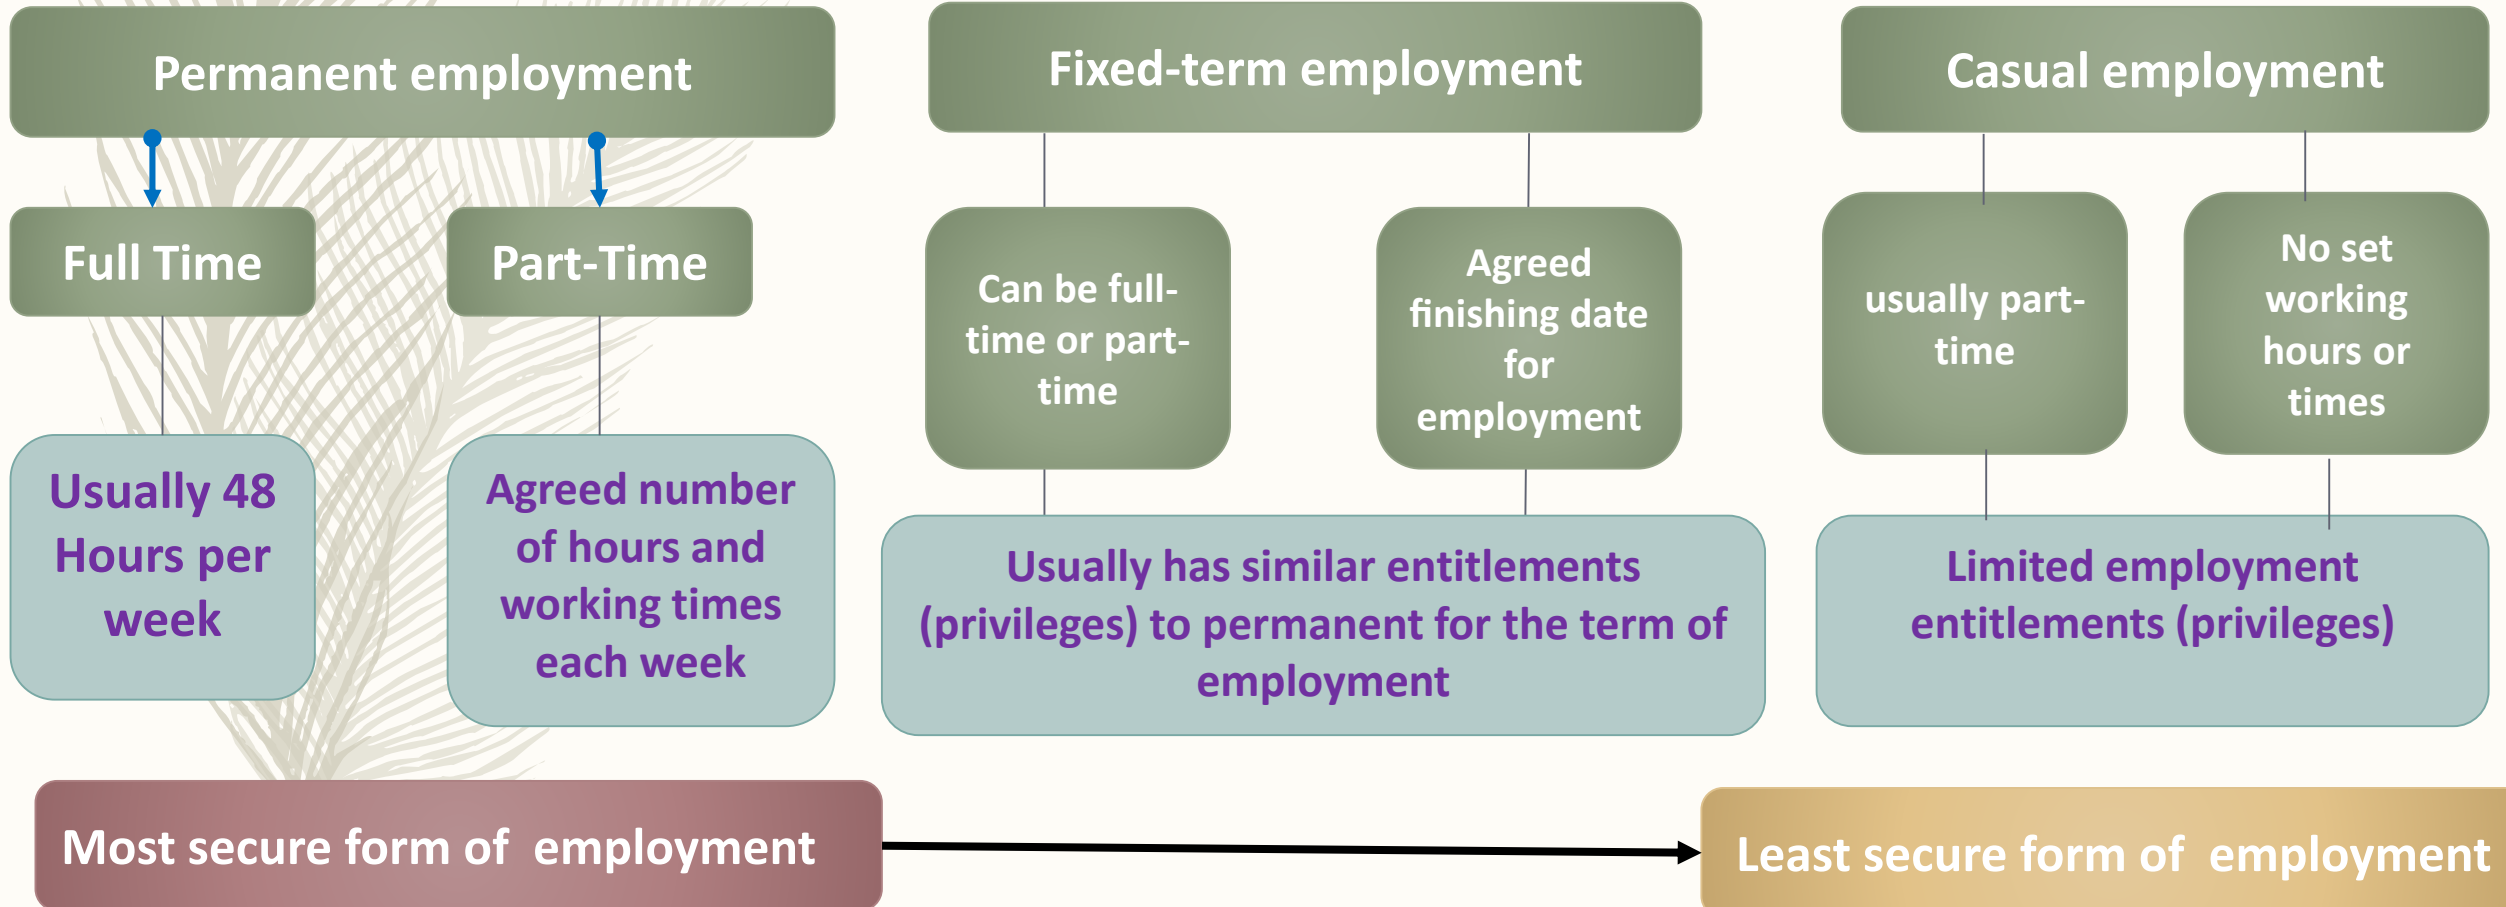 Permanent employment
Fixed-term employment
Casual employment
Full Time
Part-Time
Can be full-
time or part-
time
Agreed
finishing date
for
employment
usually part-
time
No set
working
hours or
times
Usually 48
Hours per
week
Agreed number
of hours and
working times
each week
Usually has similar entitlements
(privileges) to permanent for the term of
employment
Limited employment
entitlements (privileges)
Most secure form of employment
Least secure form of employment